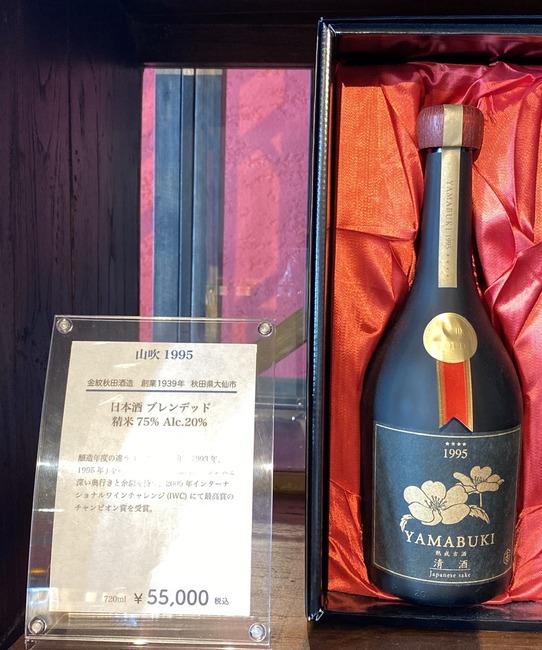 山吹 1995
金紋秋田酒造 創業1939年 秋田県大仙市
日本酒 ブレンデッド
精米 75% Alc.20%
醸造年度の違 年、1993年、
1995年
深い奥行きと余韻を持 2009年インターナ
ショナルワインチャレンジ(IWC)にて最高賞の
チャンピオン賞を受賞。
720ml ¥55,000 税込
YAMABUKI 1995
1995
YAMABUKI
熟成古酒
清酒
Japanese sake